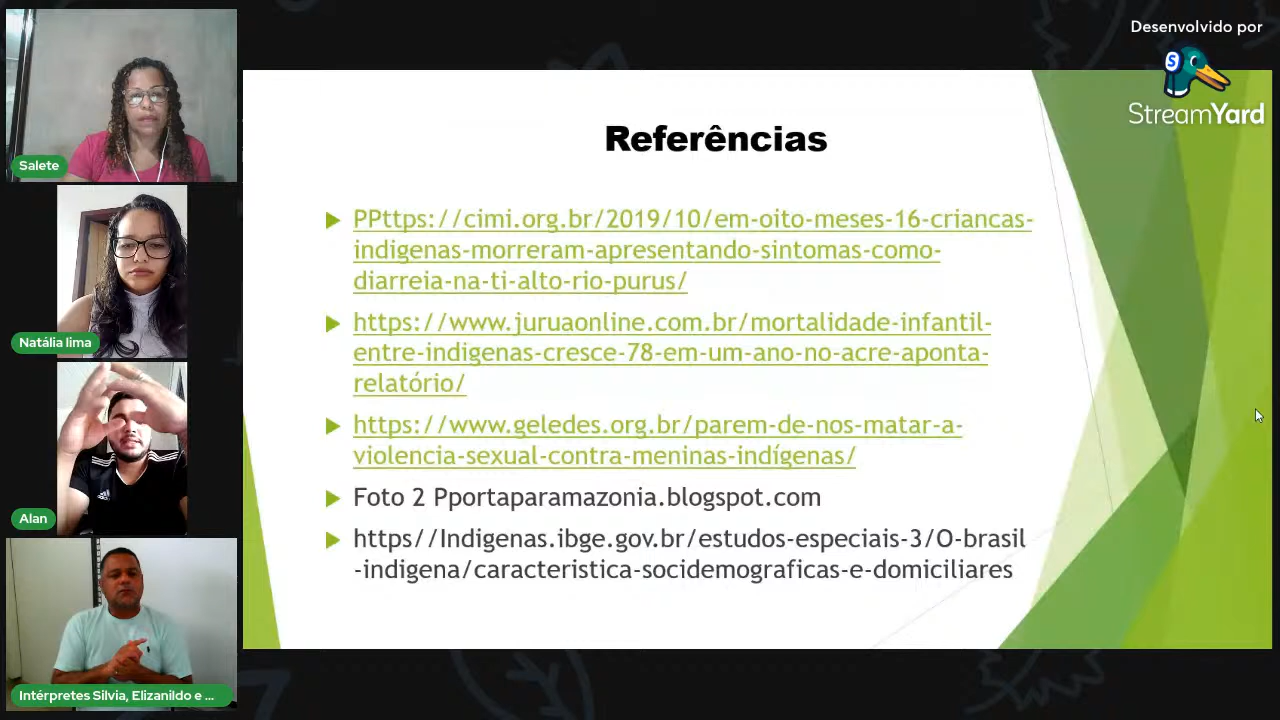 Desenvolvido por
StreamYard
Salete
Natália lima
Alan
Intérpretes Silvia, Elizanildo e ...
Referências
PPttps://cimi.org.br/2019/10/em-oito-meses-16-criancas-
indigenas-morreram-apresentando-sintomas-como-
diarreia-na-ti-alto-rio-purus/
https://www.juruaonline.com.br/mortalidade-infantil-
entre-indigenas-cresce-78-em-um-ano-no-acre-aponta-
relatório/
https://www.geledes.org.br/parem-de-nos-matar-a-
violencia-sexual-contra-meninas-indígenas/
Foto 2 Pportaparamazonia.blogspot.com
https//Indigenas.ibge.gov.br/estudos-especiais-3/O-brasil
-indigena/caracteristica-socidemograficas-e-domiciliares